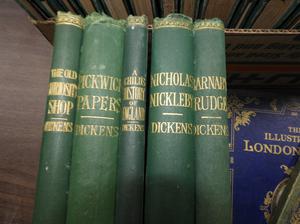 THE OLD
CURIOSITY
SHOP
DICKENS
PICKWICK
PAPERS
DICKENS
A
CHILD'S
HISTORY
OF
ENGLAND
DICKENS
NICHOLAS
NICKLEBY
DICKENS
BARNABY
RUDGE
DICKENS
THE
ILLUST
LONDON